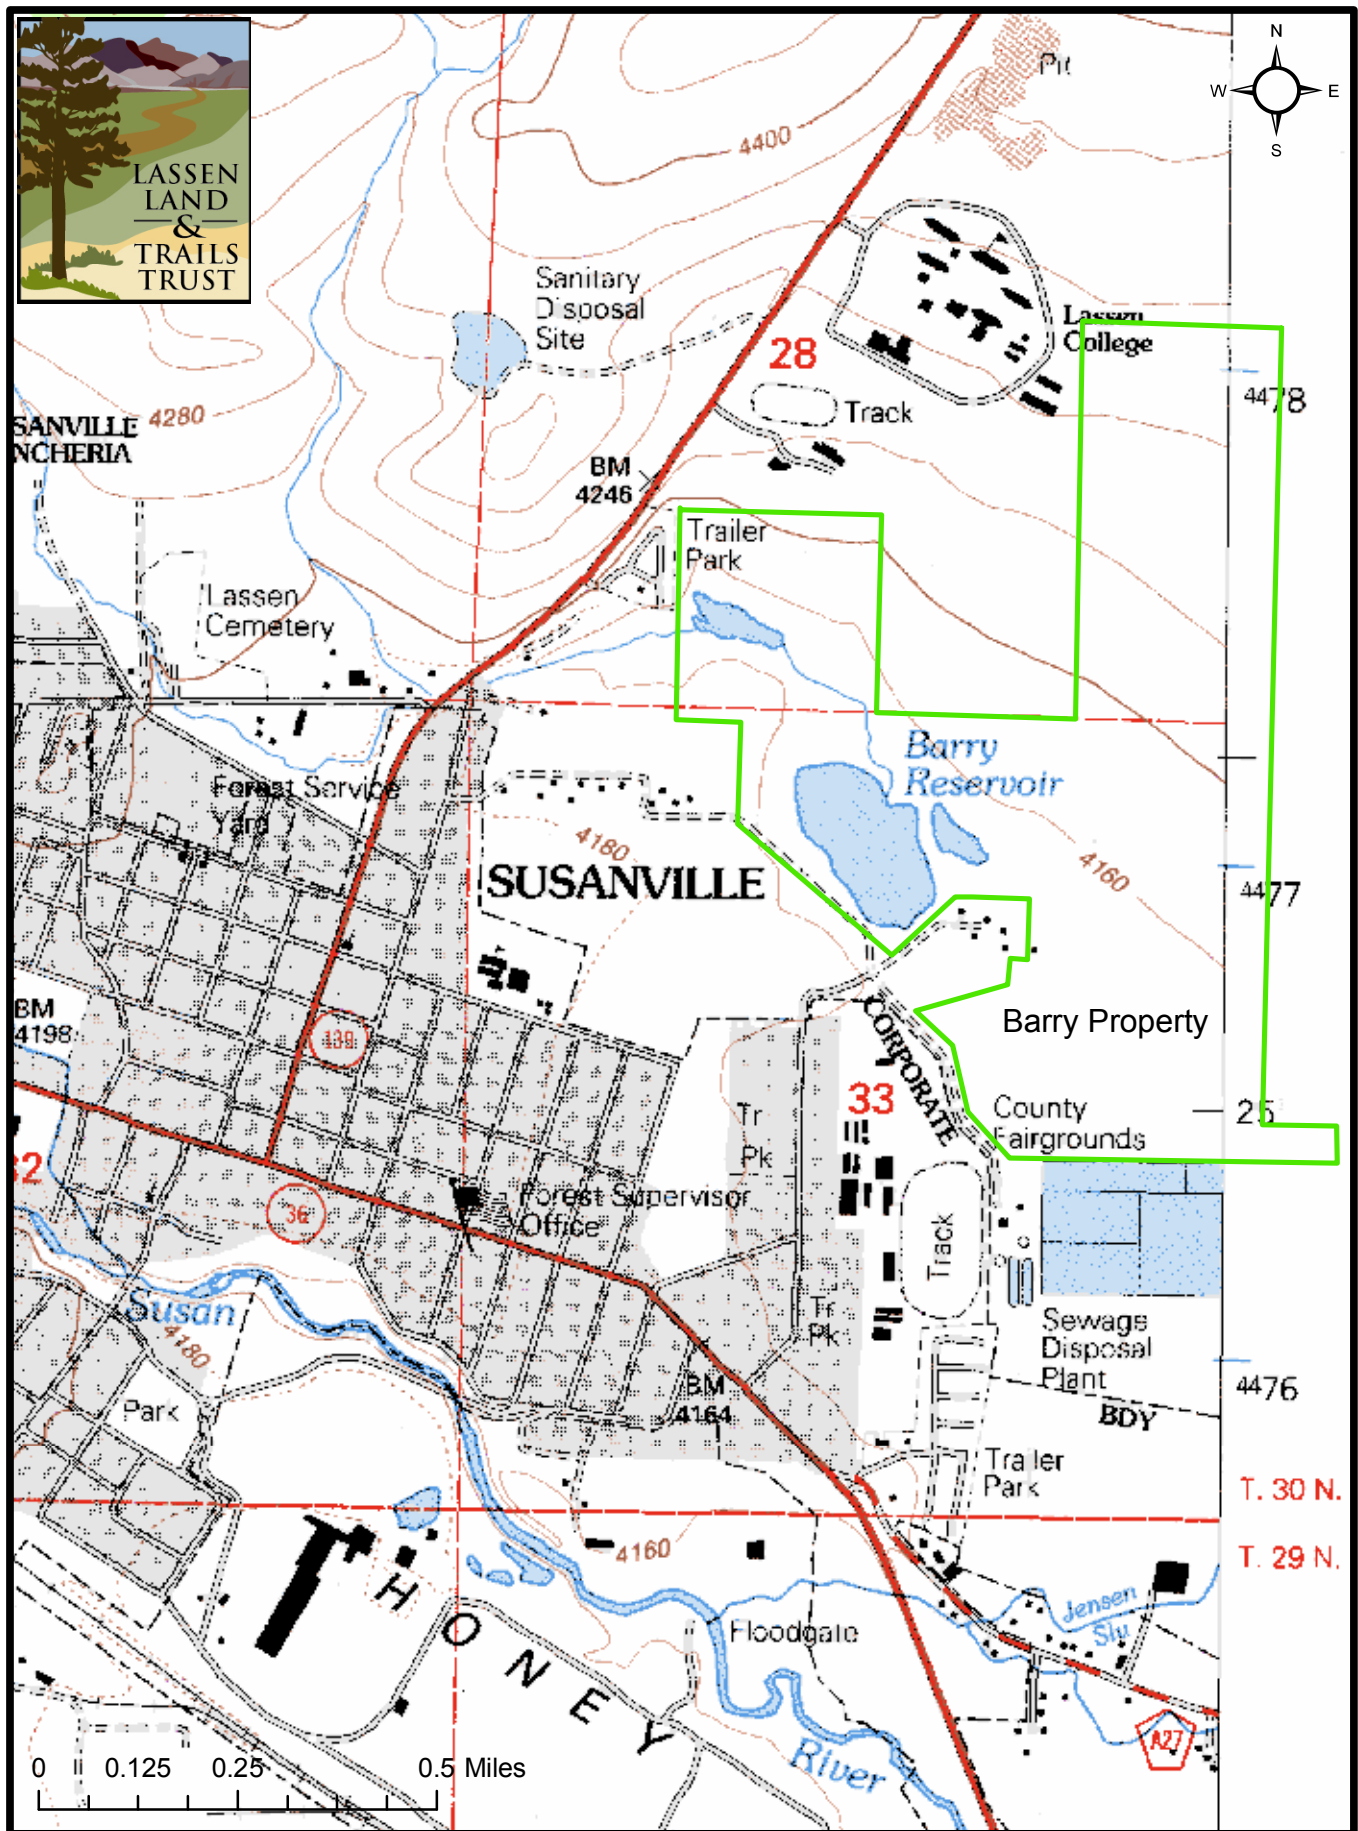 LASSEN
LAND
&
TRAILS
TRUST
N
W
E
S
Pit
4400
Sanitary
Disposal
Site
28
Lassen
College
4478
Track
4280
SANVILLE
NCHERIA
BM
4246
Trailer
Park
Lassen
Cemetery
Barry
Reservoir
Forest Service
Yard
4180
4160
SUSANVILLE
4477
BM
4198
139
CORPORATE
Barry Property
33
County
Fairgrounds
25
Tr
Pk
32
36
Forest Supervisor
Office
Track
Susan
4180
Tr
Pk
Sewage
Disposal
Plant
4476
BM
4164
BDY
Park
Trailer
Park
T. 30 N.
4160
T. 29 N.
HONEY
Jensen
Slu
Floodgate
River
A27
0 0.125 0.25 0.5 Miles